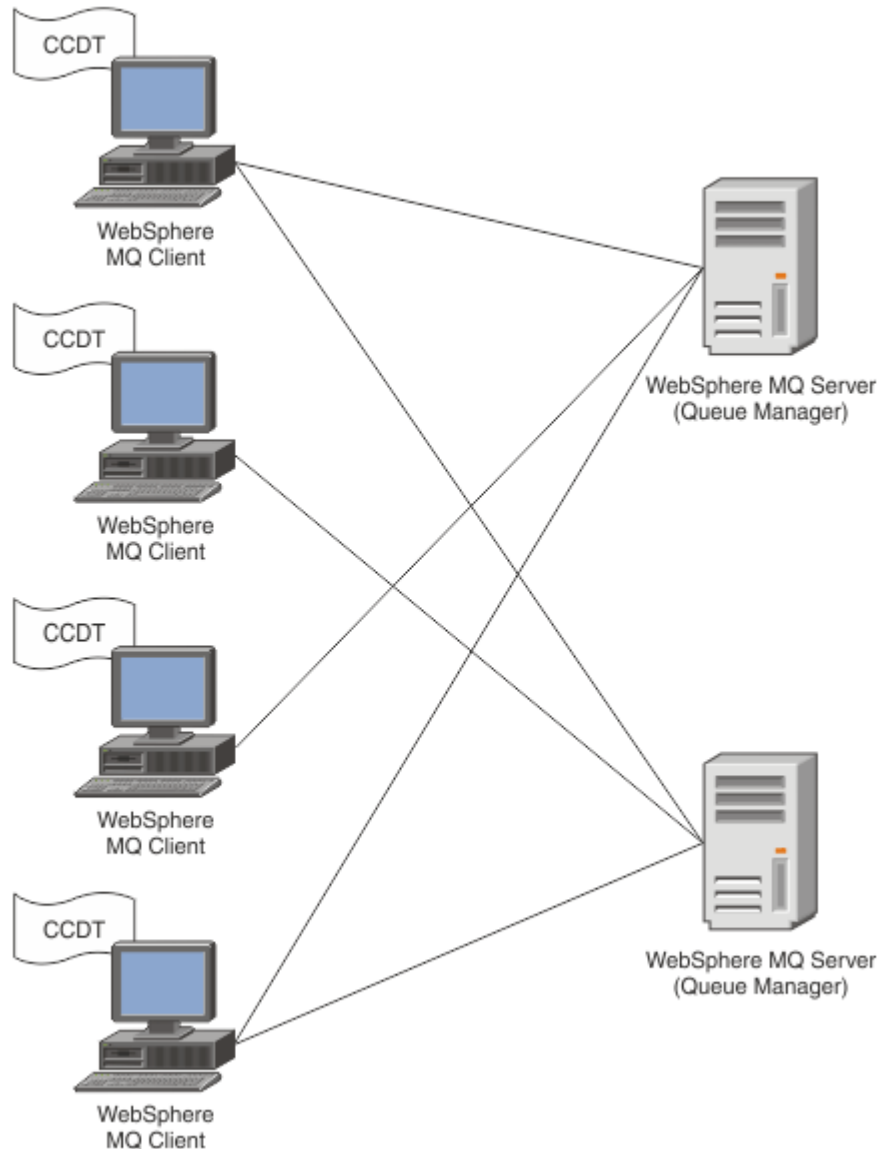 CCDT
WebSphere
MQ Client
WebSphere MQ Server
(Queue Manager)
CCDT
WebSphere
MQ Client
CCDT
WebSphere
MQ Client
CCDT
WebSphere MQ Server
(Queue Manager)
WebSphere
MQ Client